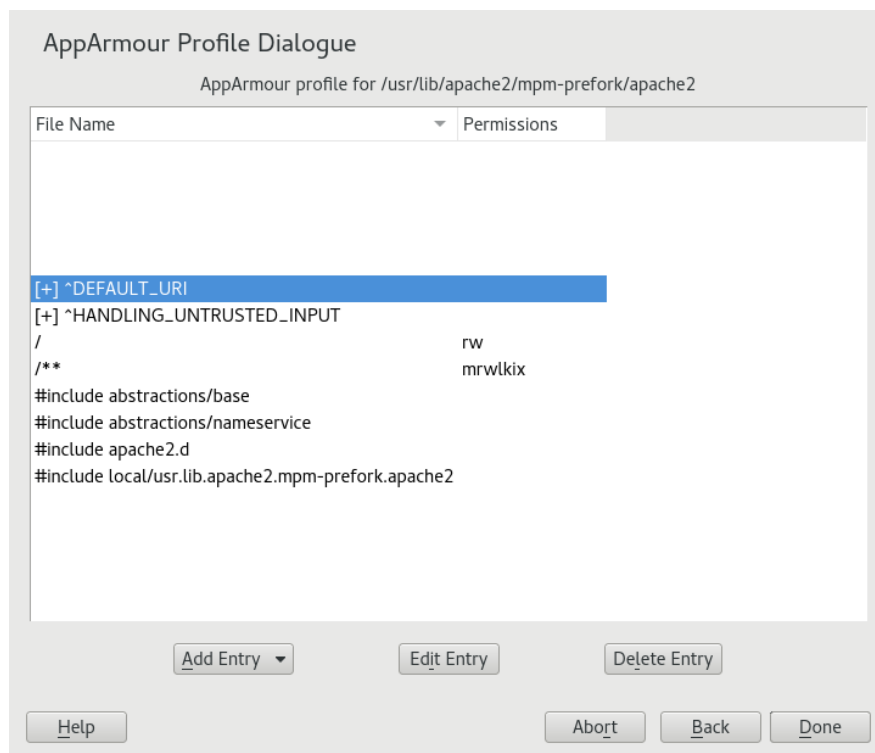 AppArmour Profile Dialogue
AppArmour profile for /usr/lib/apache2/mpm-prefork/apache2
File Name Permissions
[+] ^DEFAULT_URI
[+] ^HANDLING_UNTRUSTED_INPUT
/ rw
/** mrwlkix
#include abstractions/base
#include abstractions/nameservice
#include apache2.d
#include local/usr.lib.apache2.mpm-prefork.apache2
Add Entry Edit Entry Delete Entry
Help Abort Back Done